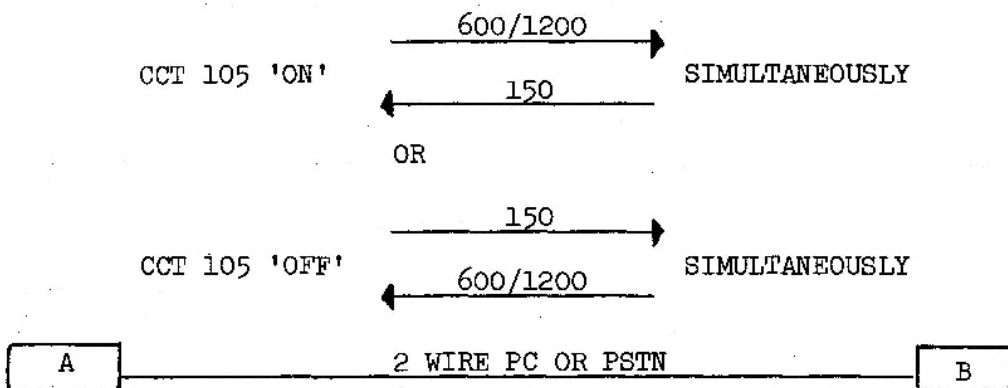 600/1200
CCT 105 'ON' SIMULTANEOUSLY
150
OR
150
CCT 105 'OFF' SIMULTANEOUSLY
600/1200
A 2 WIRE PC OR PSTN B